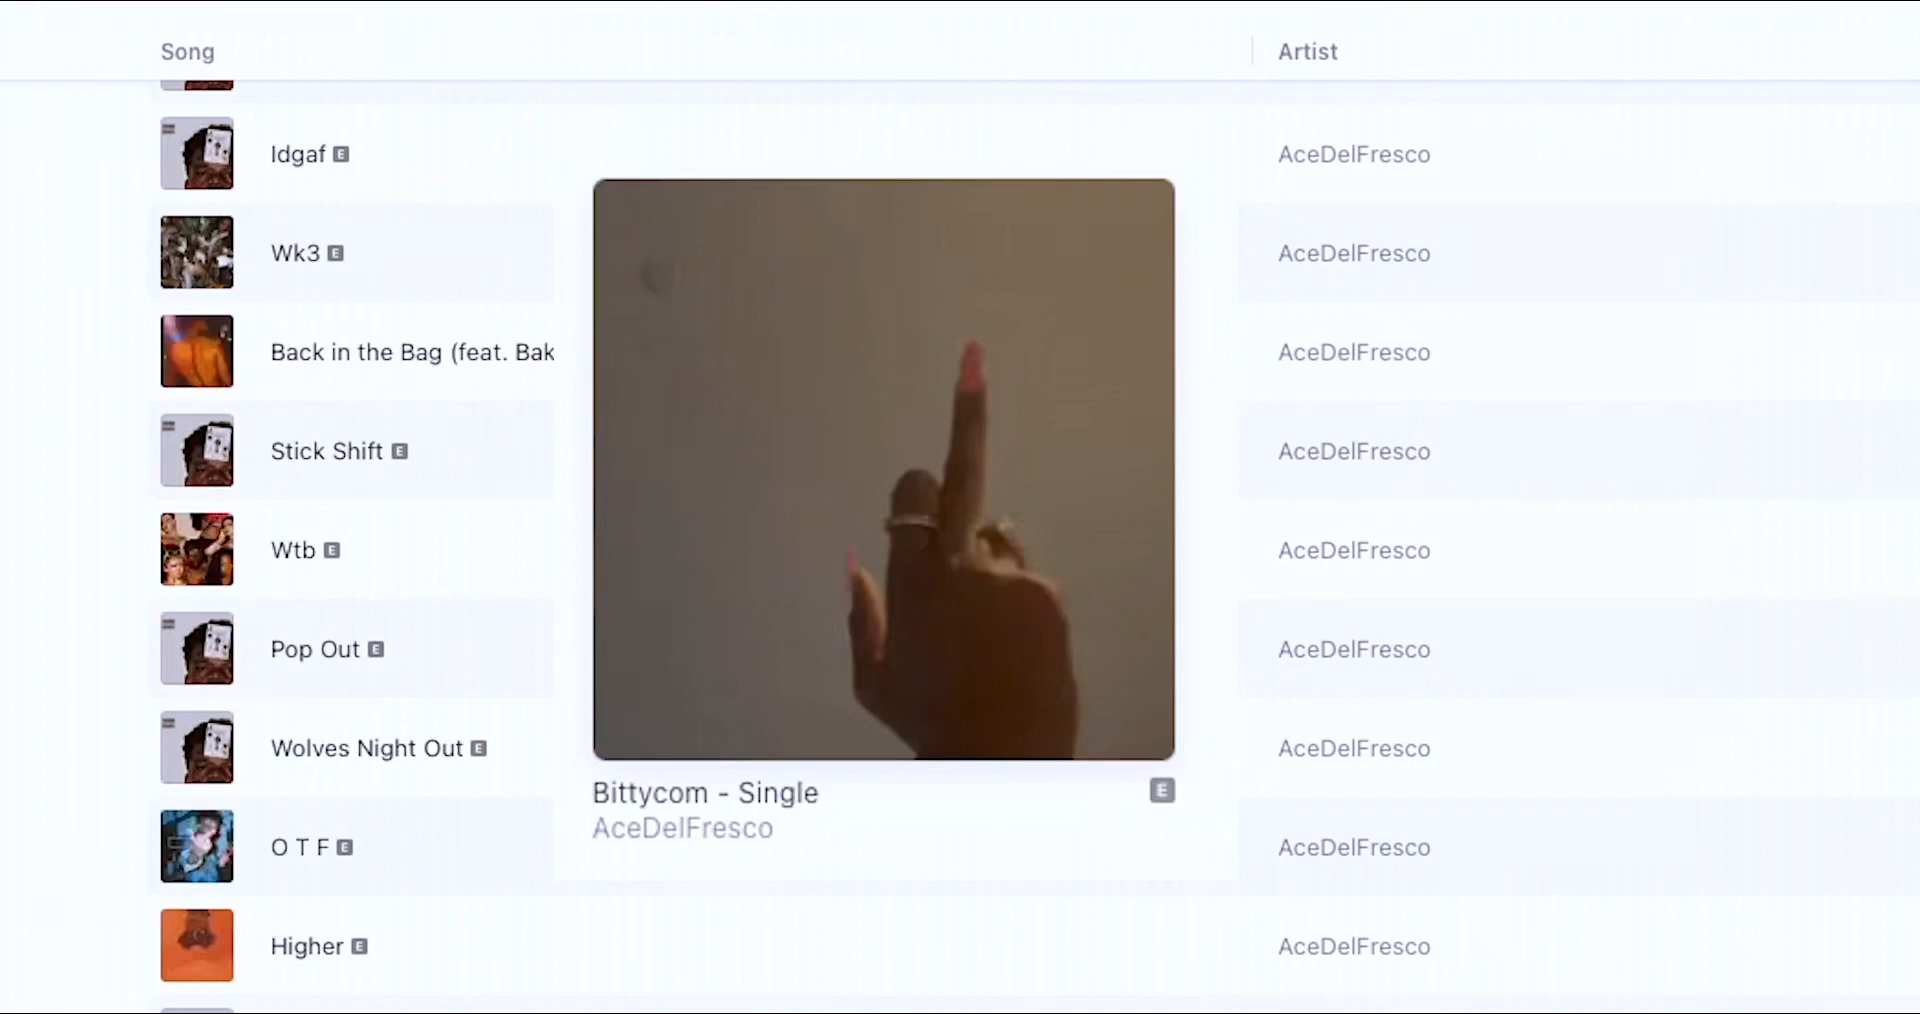 Song Artist
Idgaf E AceDelFresco
Wk3 E AceDelFresco
Back in the Bag (feat. Bak AceDelFresco
Stick Shift E AceDelFresco
Wtb E AceDelFresco
Pop Out E AceDelFresco
Wolves Night Out E AceDelFresco
Bittycom - Single E
AceDelFresco
O T F E AceDelFresco
Higher E AceDelFresco